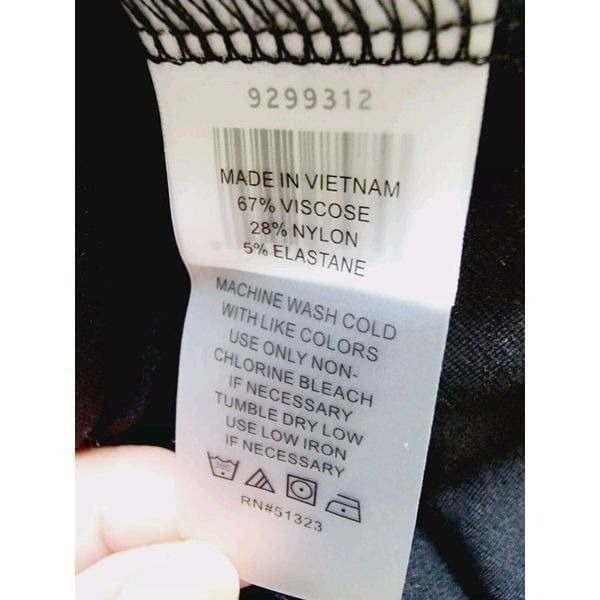 9299312
MADE IN VIETNAM
67% VISCOSE
28% NYLON
5% ELASTANE
MACHINE WASH COLD
WITH LIKE COLORS
USE ONLY NON-
CHLORINE BLEACH
IF NECESSARY
TUMBLE DRY LOW
USE LOW IRON
IF NECESSARY
30C
RN#51323